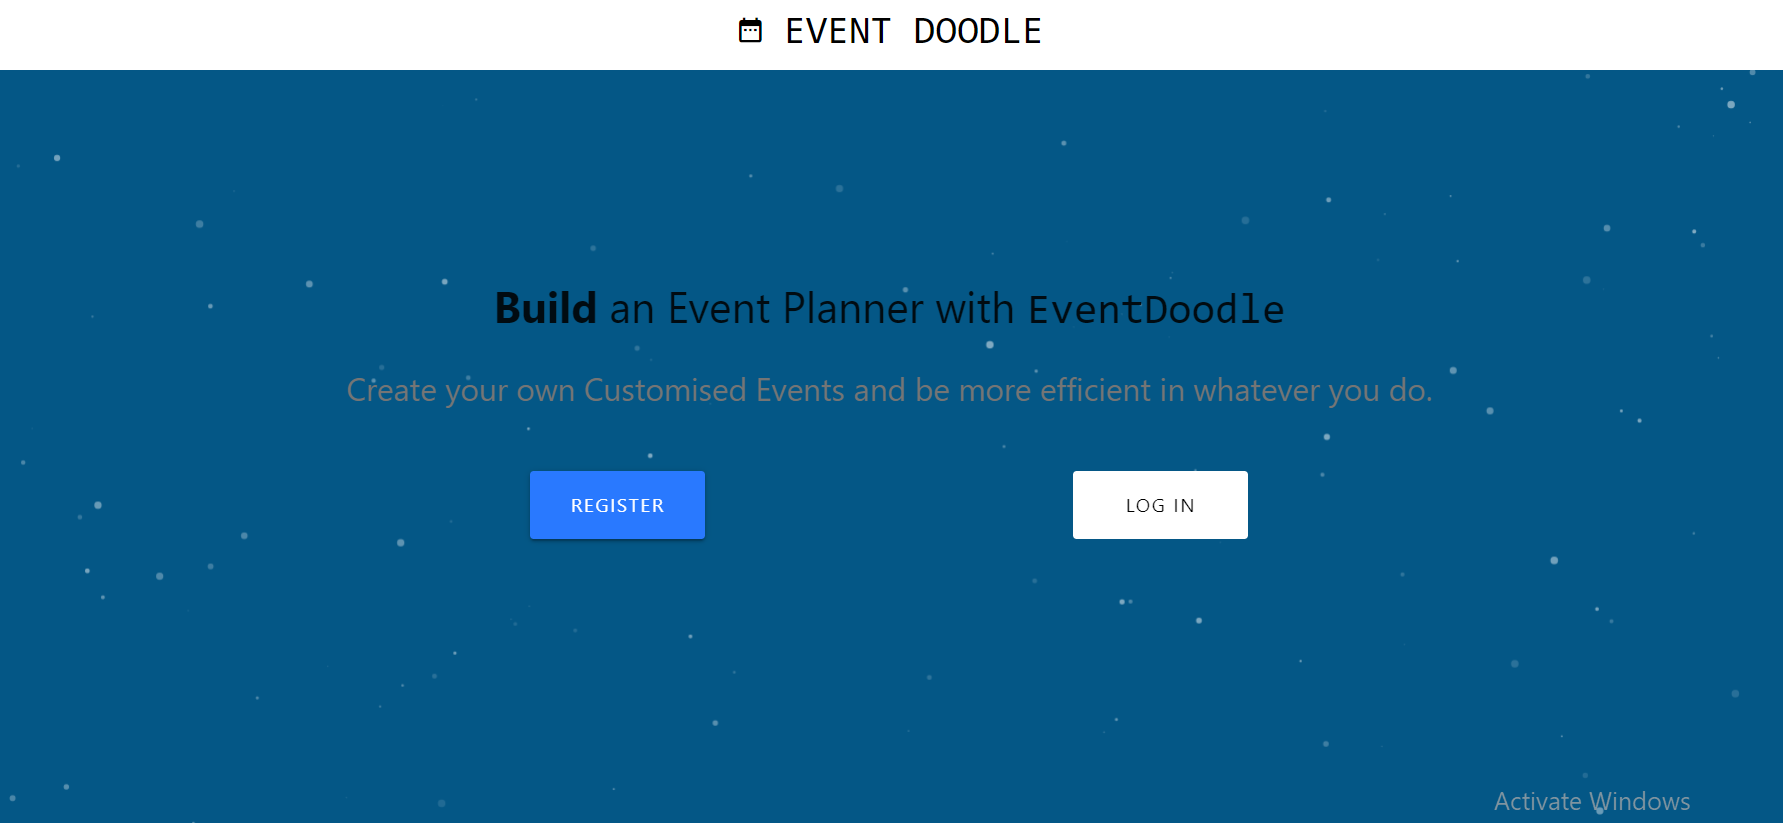 EVENT DOODLE
Build an Event Planner with EventDoodle
Create your own Customised Events and be more efficient in whatever you do.
REGISTER
LOG IN
Activate Windows